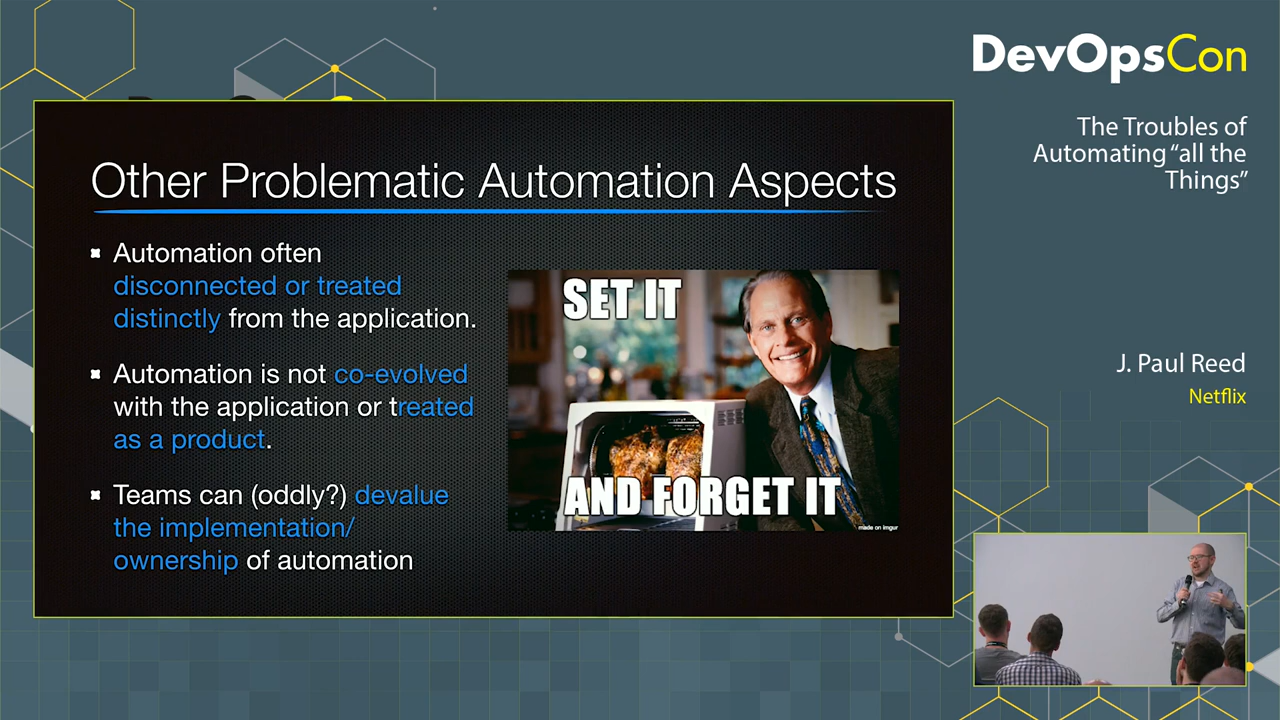 DevOpsCon
The Troubles of
Automating “all the
Things”
Other Problematic Automation Aspects
Automation often
disconnected or treated
distinctly from the application.
Automation is not co-evolved
with the application or treated
as a product.
Teams can (oddly?) devalue
the implementation/
ownership of automation
SET IT
AND FORGET IT
made on imgur
J. Paul Reed
Netflix